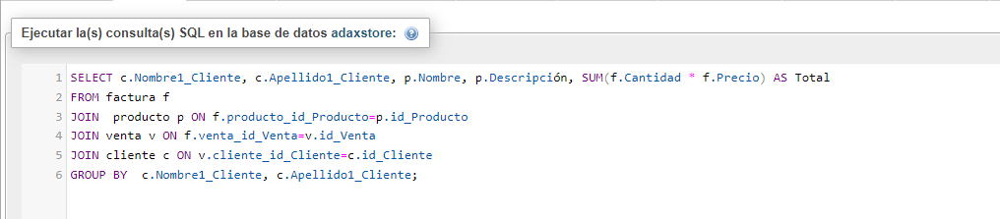 Ejecutar la(s) consulta(s) SQL en la base de datos adaxstore:
1 SELECT c.Nombre1_Cliente, c.Apellido1_Cliente, p.Nombre, p.Descripción, SUM(f.Cantidad * f.Precio) AS Total
2 FROM factura f
3 JOIN  producto p ON f.producto_id_Producto=p.id_Producto
4 JOIN venta v ON f.venta_id_Venta=v.id_Venta
5 JOIN cliente c ON v.cliente_id_Cliente=c.id_Cliente
6 GROUP BY  c.Nombre1_Cliente, c.Apellido1_Cliente;